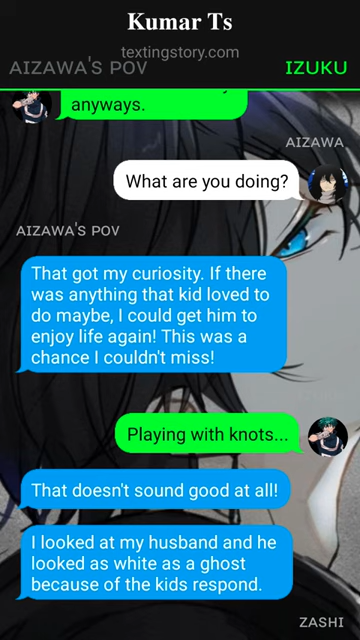 Kumar Ts
textingstory.com
AIZAWA'S POV
IZUKU
anyways.
AIZAWA
What are you doing?
AIZAWA'S POV
That got my curiosity. If there
was anything that kid loved to
do maybe, I could get him to
enjoy life again! This was a
chance I couldn't miss!
IZUKU
Playing with knots...
That doesn't sound good at all!
I looked at my husband and he
looked as white as a ghost
because of the kids respond.
ZASHI